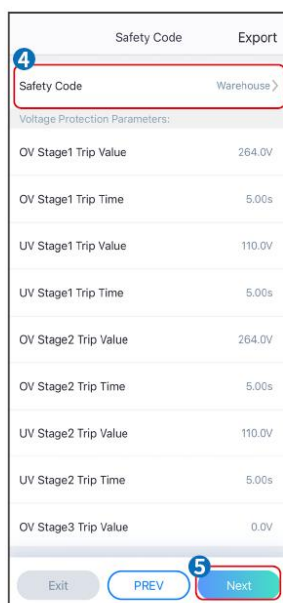 Safety Code Export
4
Safety Code Warehouse >
Voltage Protection Parameters:
OV Stage1 Trip Value 264.0V
OV Stage1 Trip Time 5.00s
UV Stage1 Trip Value 110.0V
UV Stage1 Trip Time 5.00s
OV Stage2 Trip Value 264.0V
OV Stage2 Trip Time 5.00s
UV Stage2 Trip Value 110.0V
UV Stage2 Trip Time 5.00s
OV Stage3 Trip Value 0.0V
5
Exit PREV Next